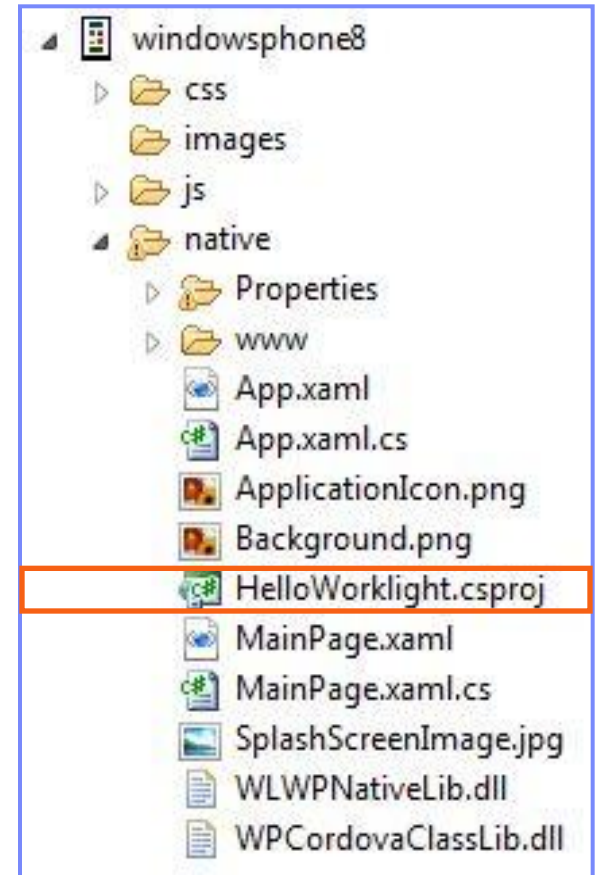 windowsphone8
css
images
js
native
Properties
www
App.xaml
App.xaml.cs
ApplicationIcon.png
Background.png
HelloWorklight.csproj
MainPage.xaml
MainPage.xaml.cs
SplashScreenImage.jpg
WLWPNativeLib.dll
WPCordovaClassLib.dll